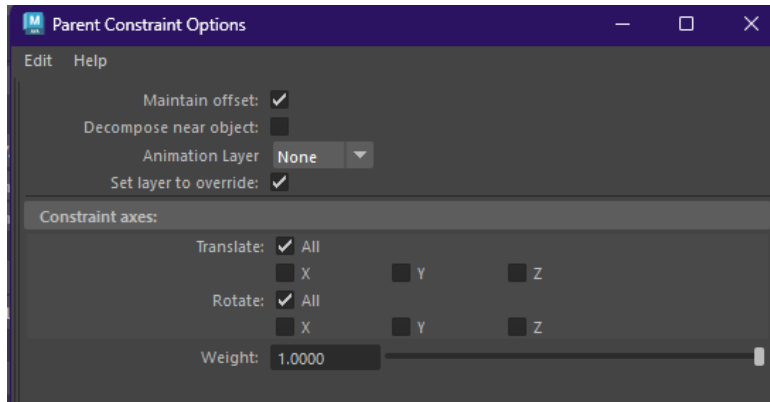 M Parent Constraint Options
Edit Help
Maintain offset:
Decompose near object:
Animation Layer None
Set layer to override:
Constraint axes:
Translate: All
X Y Z
Rotate: All
X Y Z
Weight: 1.0000